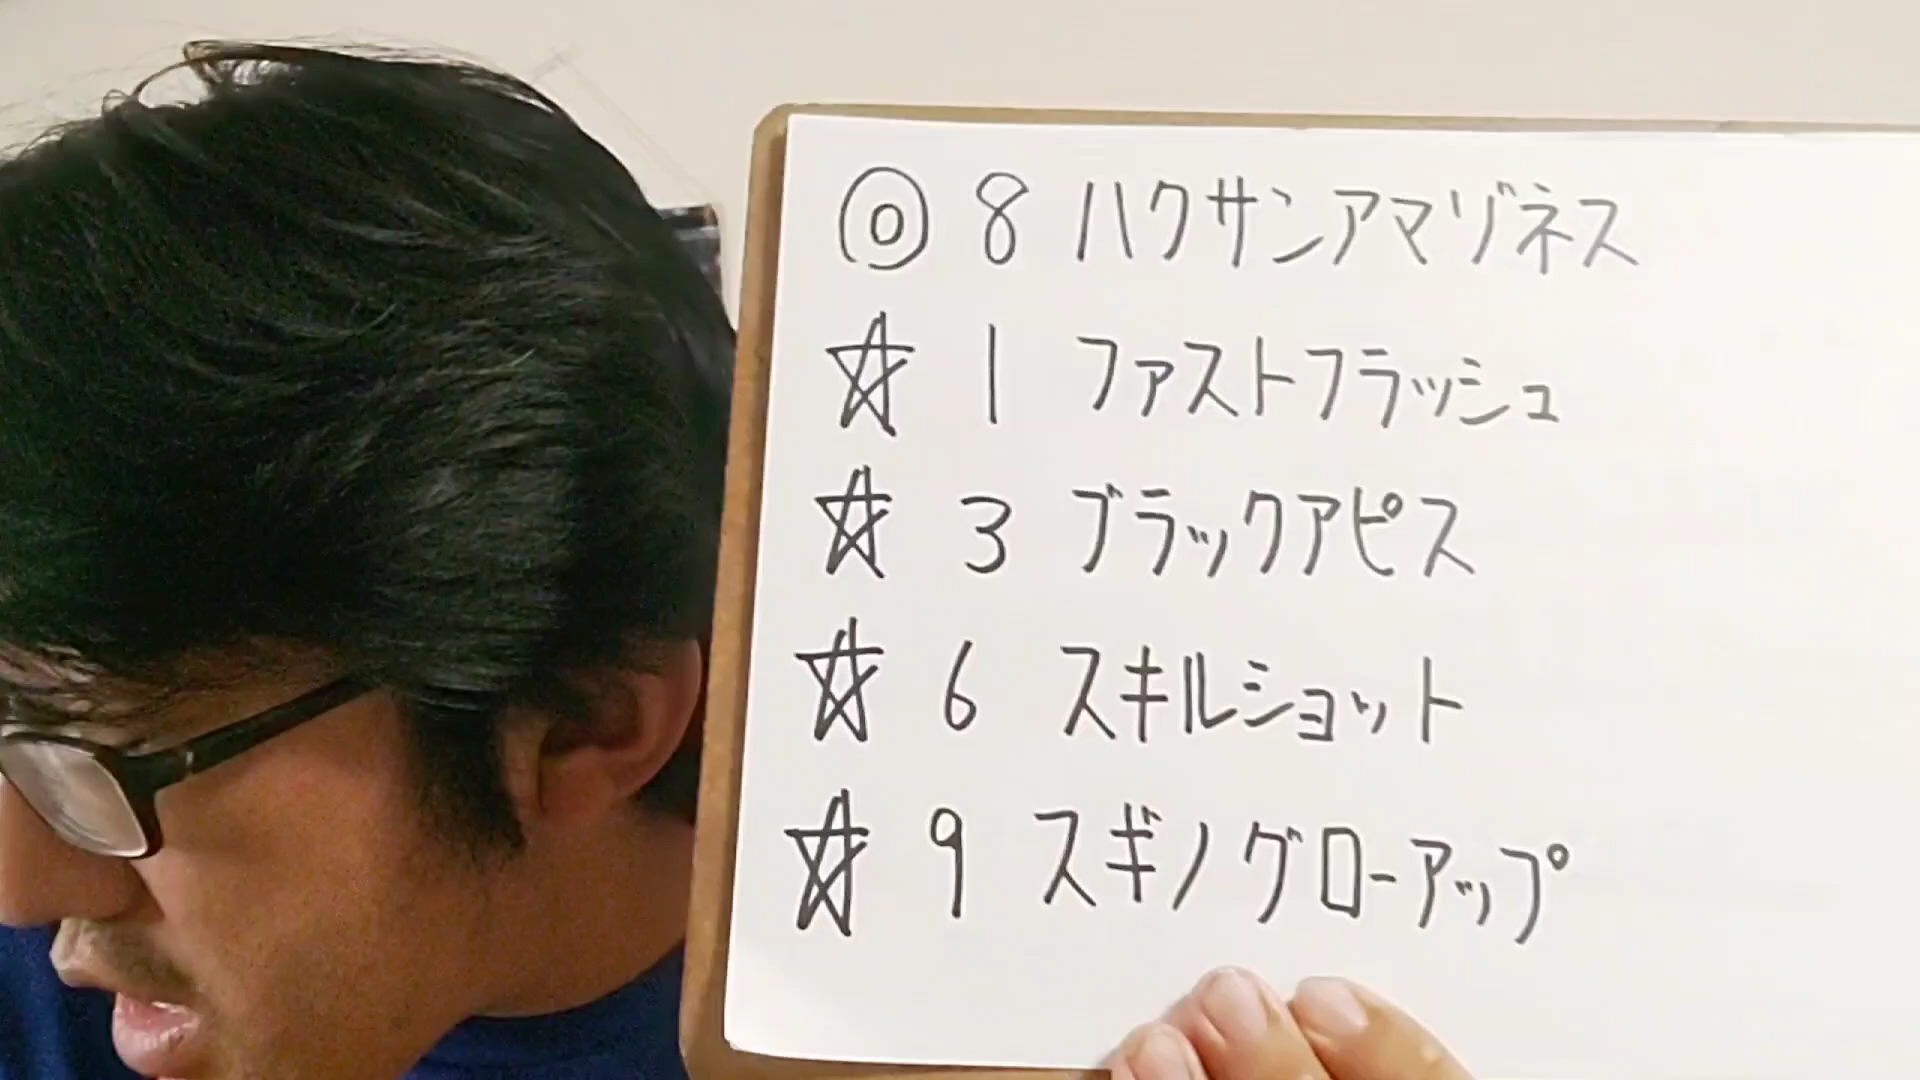 ◎ 8 ハクサンアマゾネス
☆ 1 ファストフラッシュ
☆ 3 ブラックアピス
☆ 6 スキルショット
☆ 9 スギノグローアップ